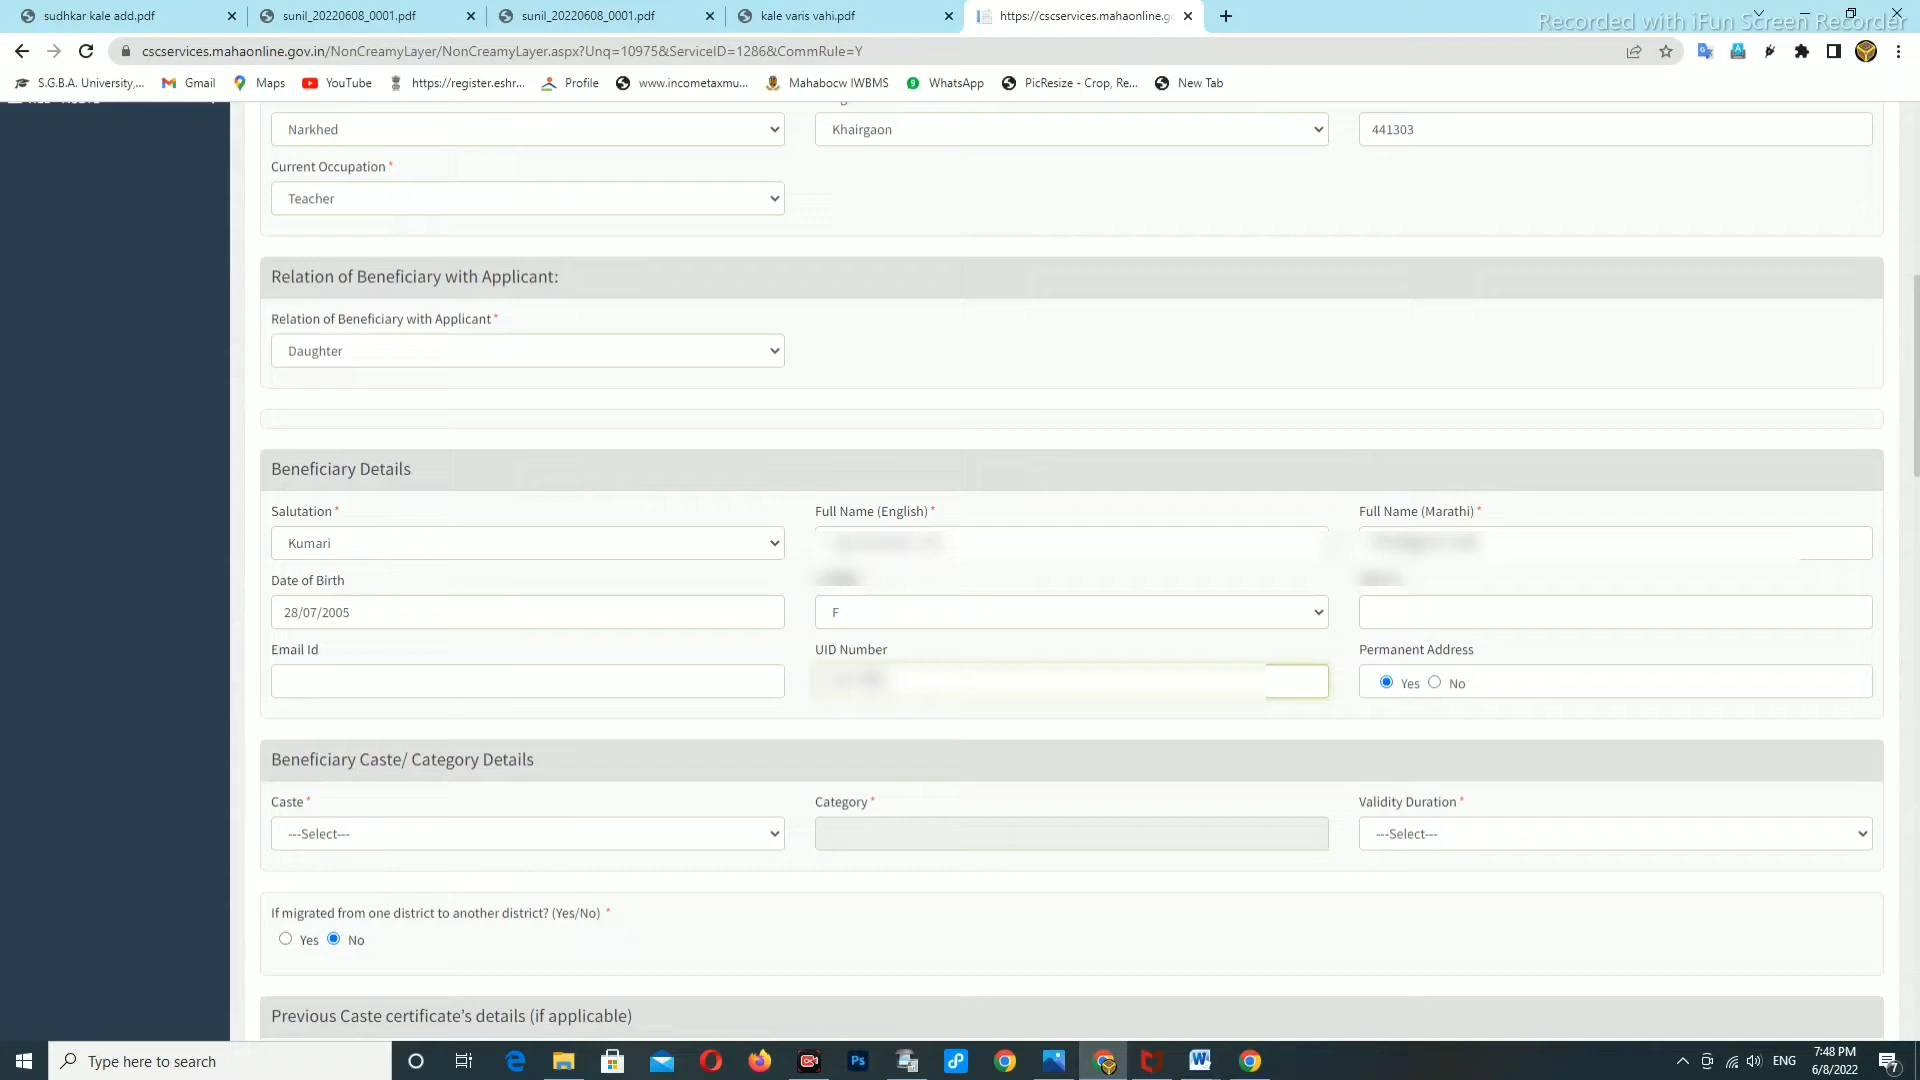 sudhkar kale add.pdf
sunil_20220608_0001.pdf
sunil_20220608_0001.pdf
kale varis vahi.pdf
https://cscservices.mahaonline.go
Recorded with iFun Screen Recorder
cscservices.mahaonline.gov.in/NonCreamyLayer/NonCreamyLayer.aspx?Unq=10975&ServiceID=1286&CommRule=Y
S.G.B.A. University,... Gmail Maps YouTube https://register.eshr... Profile www.incometaxmu... Mahabocw IWBMS WhatsApp PicResize - Crop, Re... New Tab
Narkhed Khairgaon 441303
Current Occupation *
Teacher
Relation of Beneficiary with Applicant:
Relation of Beneficiary with Applicant *
Daughter
Beneficiary Details
Salutation * Full Name (English) * Full Name (Marathi) *
Kumari
Date of Birth
28/07/2005 F
Email Id UID Number Permanent Address
Yes No
Beneficiary Caste/ Category Details
Caste * Category * Validity Duration *
---Select--- ---Select---
If migrated from one district to another district? (Yes/No) *
Yes No
Previous Caste certificate's details (if applicable)
Type here to search
ENG
7:48 PM
6/8/2022
7